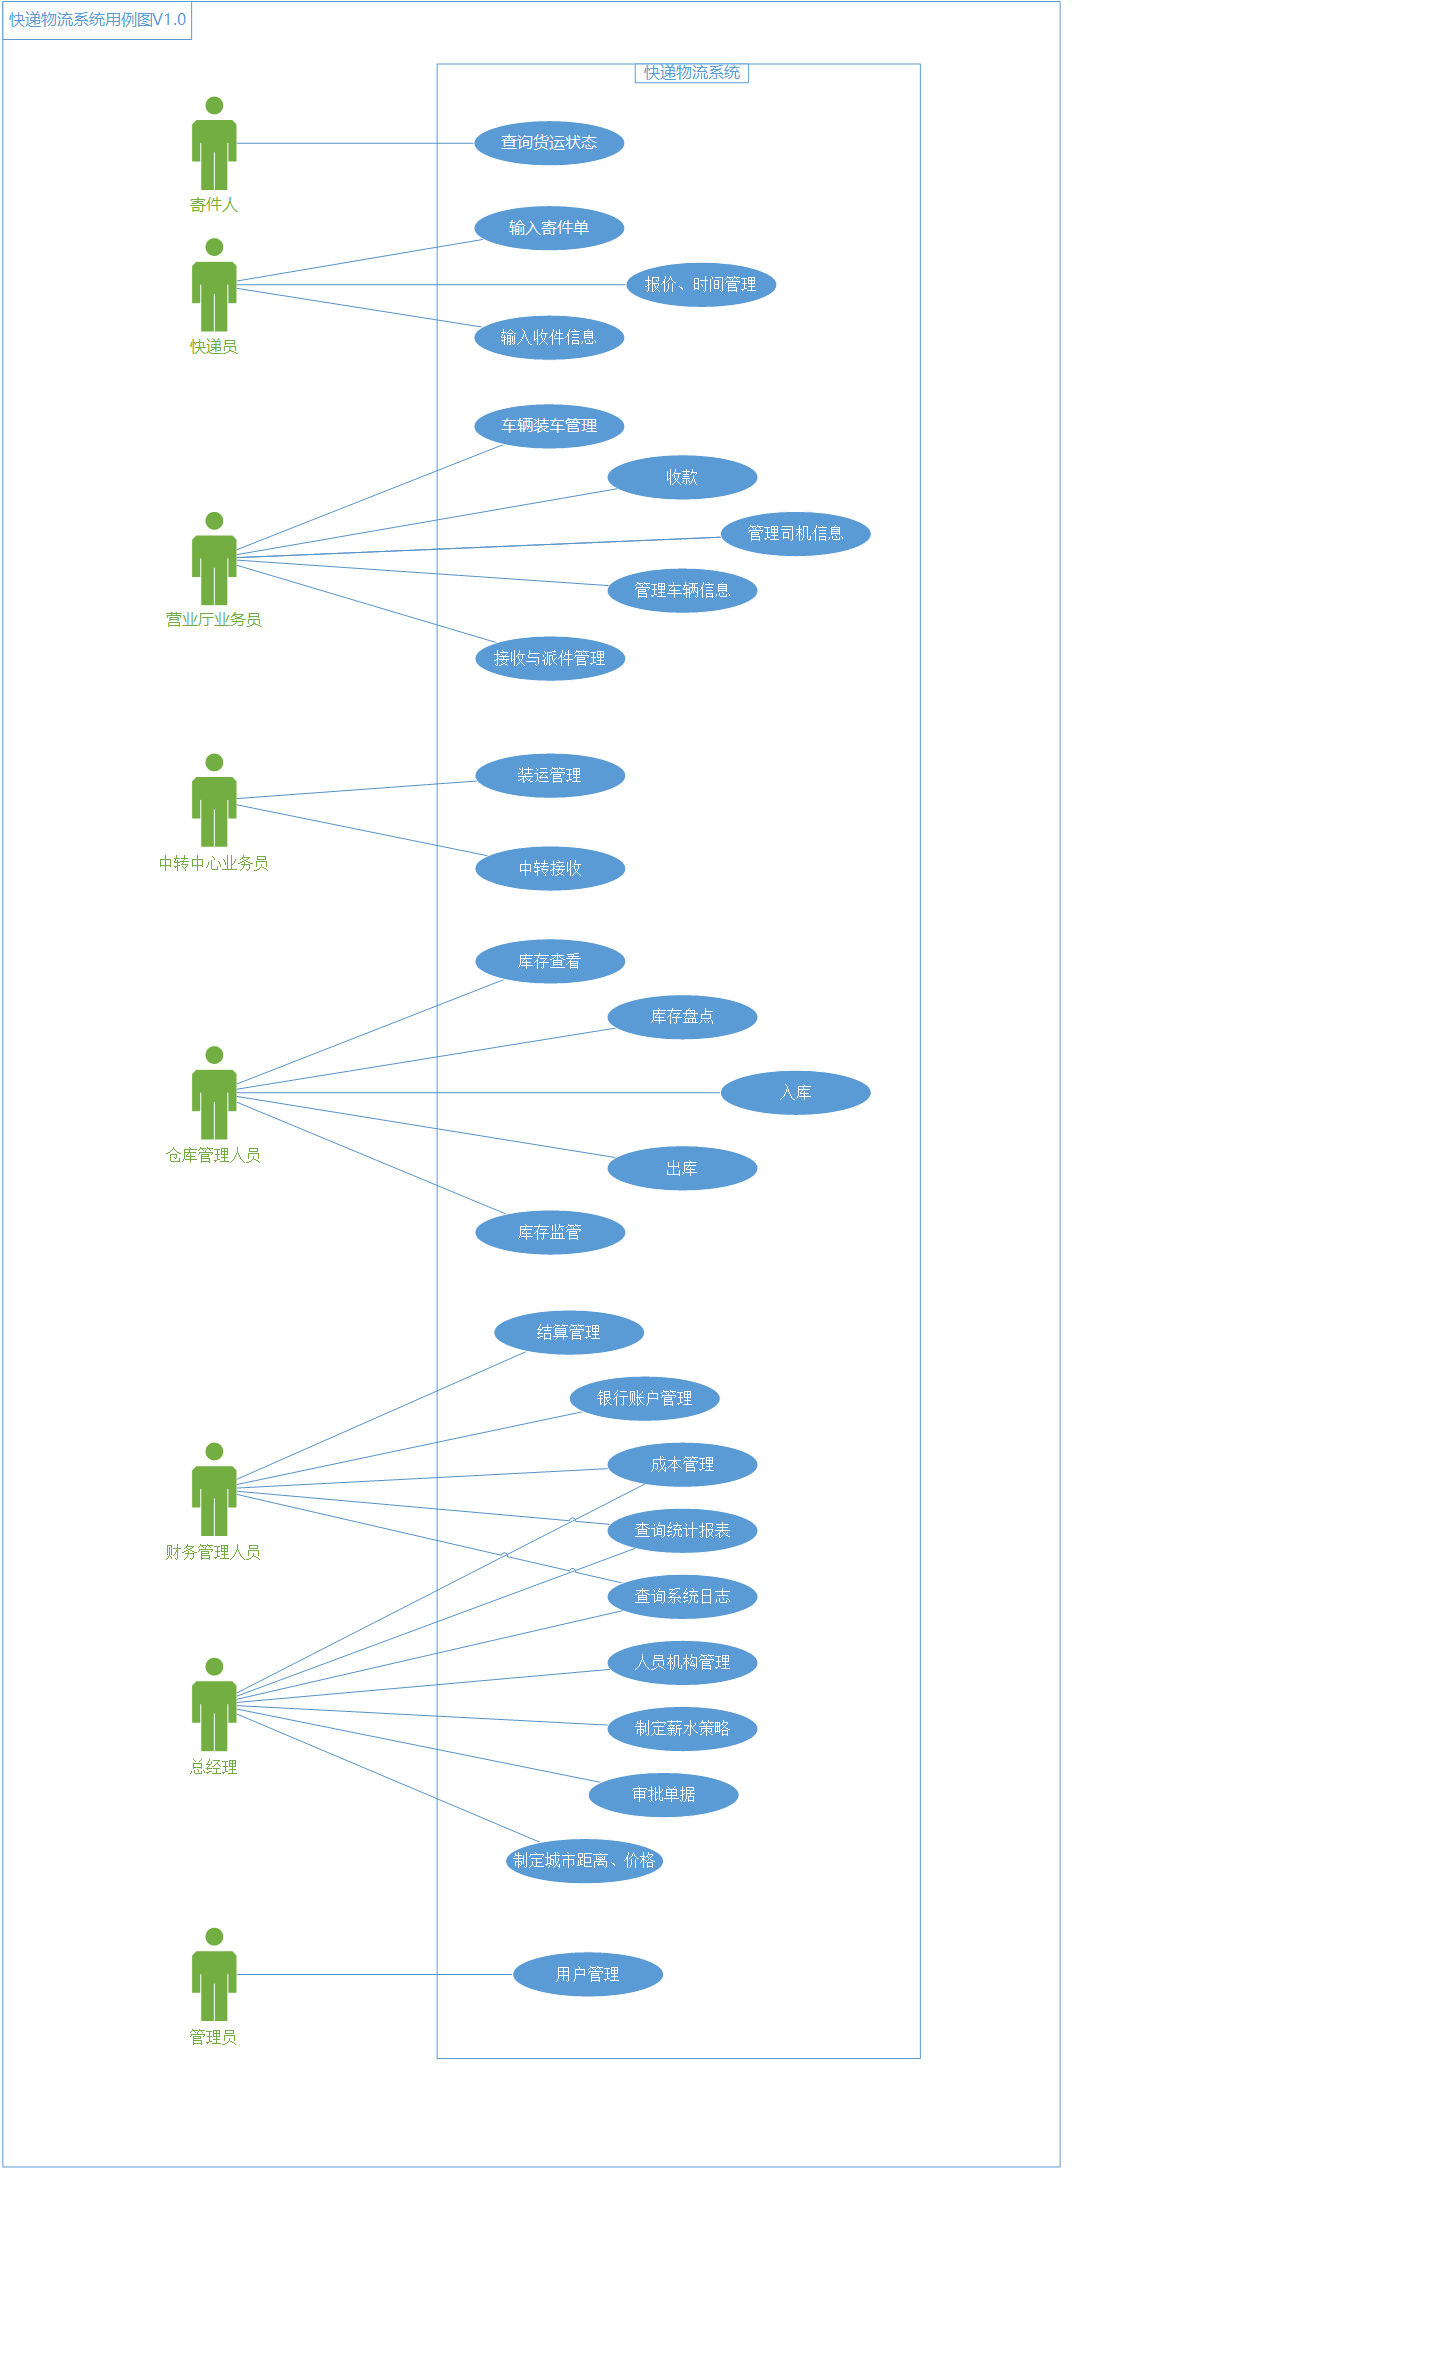 快递物流系统用例图V1.0
快递物流系统
查询货运状态
寄件人
输入寄件单
报价、时间管理
输入收件信息
快递员
车辆装车管理
收款
管理司机信息
管理车辆信息
营业厅业务员
接收与派件管理
装运管理
中转中心业务员
中转接收
库存查看
库存盘点
入库
仓库管理人员
出库
库存监管
结算管理
银行账户管理
成本管理
查询统计报表
财务管理人员
查询系统日志
人员机构管理
制定薪水策略
总经理
审批单据
制定城市距离、价格
用户管理
管理员